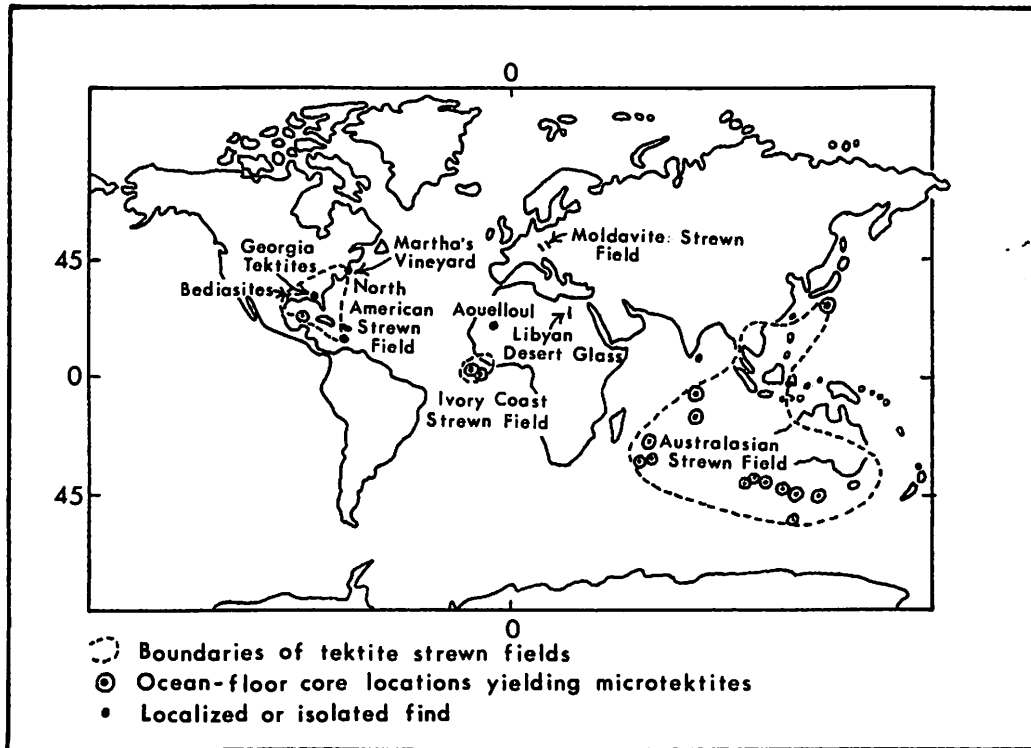 0
45
0
45
Georgia
Tektites
Bediasites
Martha's
Vineyard
North
American
Strewn
Field
Aouelloul
Libyan
Desert Glass
Moldavite: Strewn
Field
Ivory Coast
Strewn Field
Australasian
Strewn Field
0
Boundaries of tektite strewn fields
Ocean-floor core locations yielding microtektites
Localized or isolated find